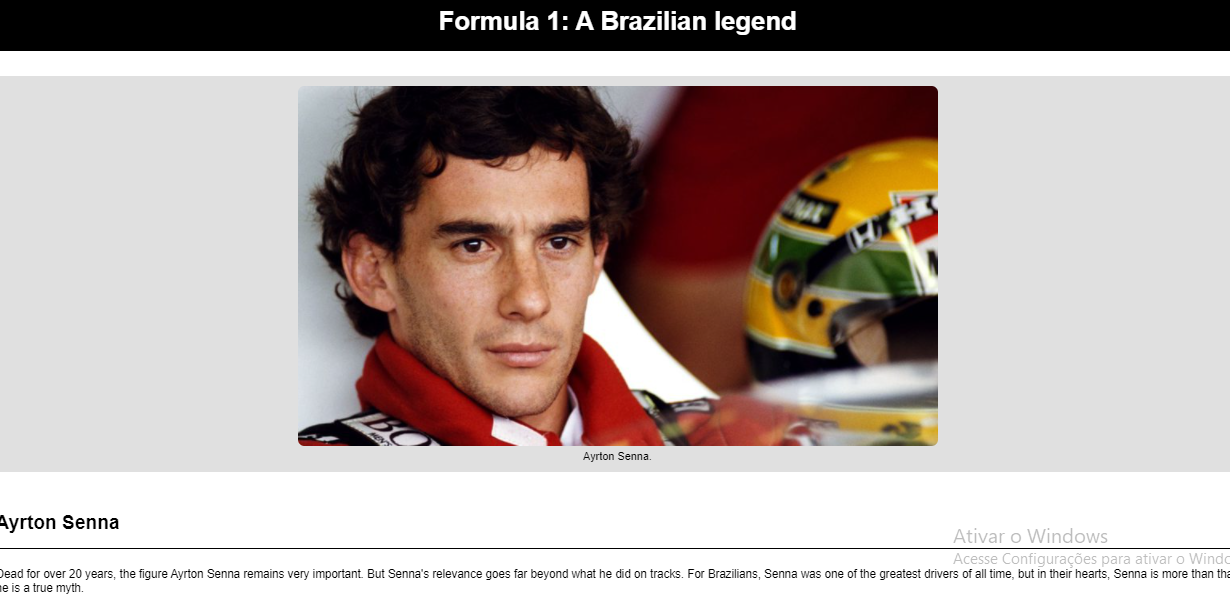 Formula 1: A Brazilian legend
BO
Ayrton Senna.
Ayrton Senna
Ativar o Windows
Acesse Configurações para ativar o Windo
Dead for over 20 years, the figure Ayrton Senna remains very important. But Senna's relevance goes far beyond what he did on tracks. For Brazilians, Senna was one of the greatest drivers of all time, but in their hearts, Senna is more than tha
he is a true myth.